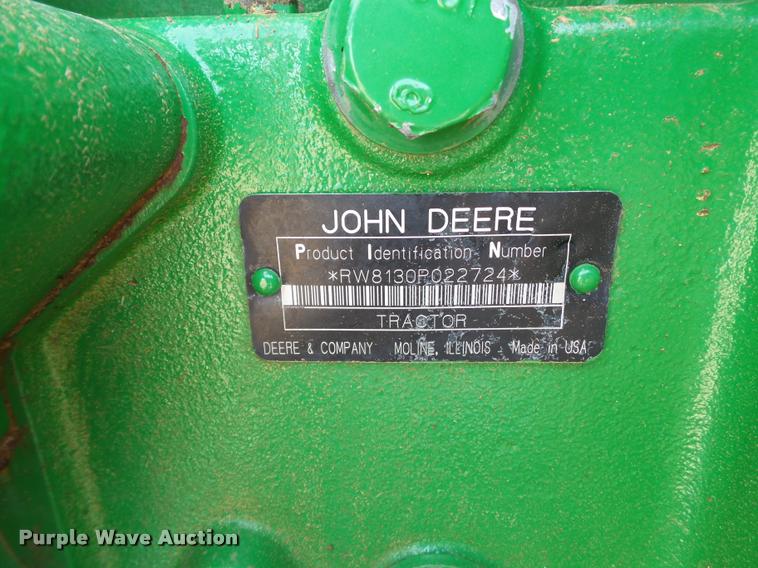 JOHN DEERE
Product Identification Number
*RW8130P022724*
TRACTOR
DEERE & COMPANY MOLINE, ILLINOIS Made in USA
Purple Wave Auction